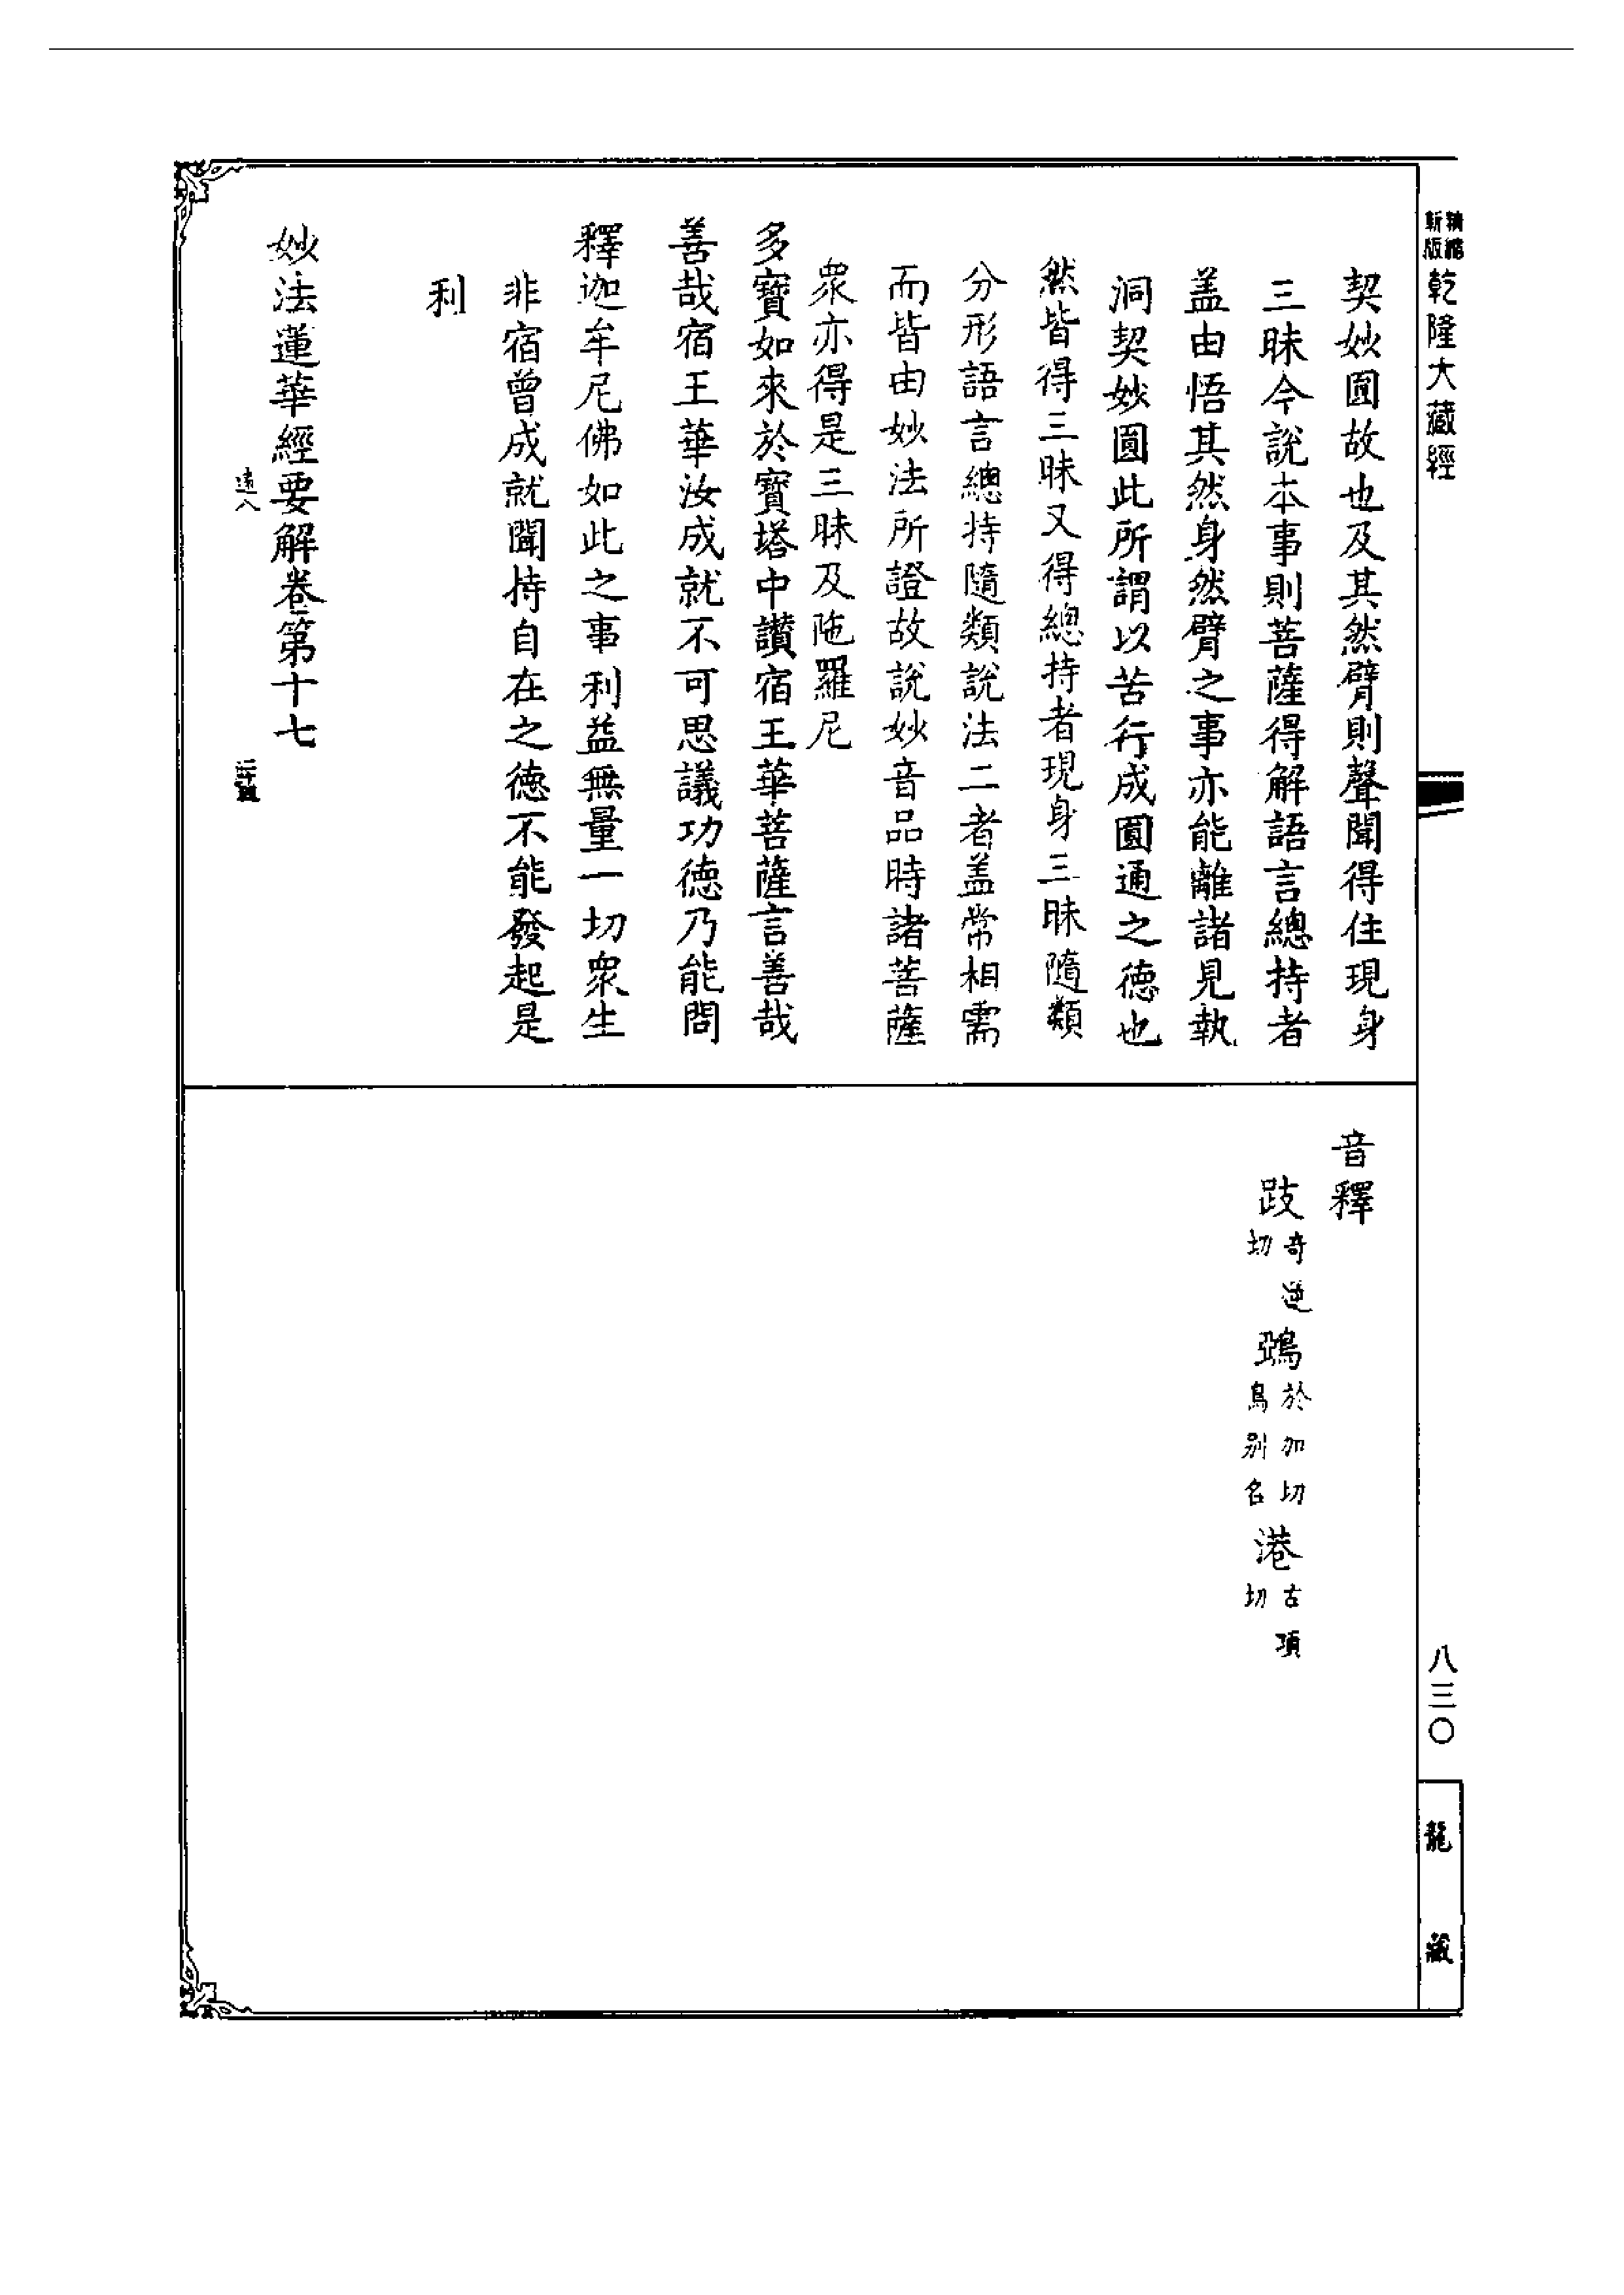 精縮
新版
乾隆大藏經
契妙圓故也及其然臂則聲聞得住現身
三昧今說本事則菩薩得解語言總持者
盖由悟其然身然臂之事亦能離諸見執
洞契妙圓此所謂以苦行成圓通之德也
然皆得三昧又得總持者現身三昧隨類
分形語言總持隨類說法二者盖常相需
而皆由妙法所證故說妙音品時諸菩薩
衆亦得是三昧及陁羅尼
多寶如來於寶塔中讚宿王華菩薩言善哉
善哉宿王華汝成就不可思議功德乃能問
釋迦牟尼佛如此之事利益無量一切衆生
非宿曾成就聞持自在之德不能發起是
利
妙法蓮華經要解卷第十七
遠八
音釋
跂奇逆切鵶於加切烏别名港古項切
八三〇
龍藏